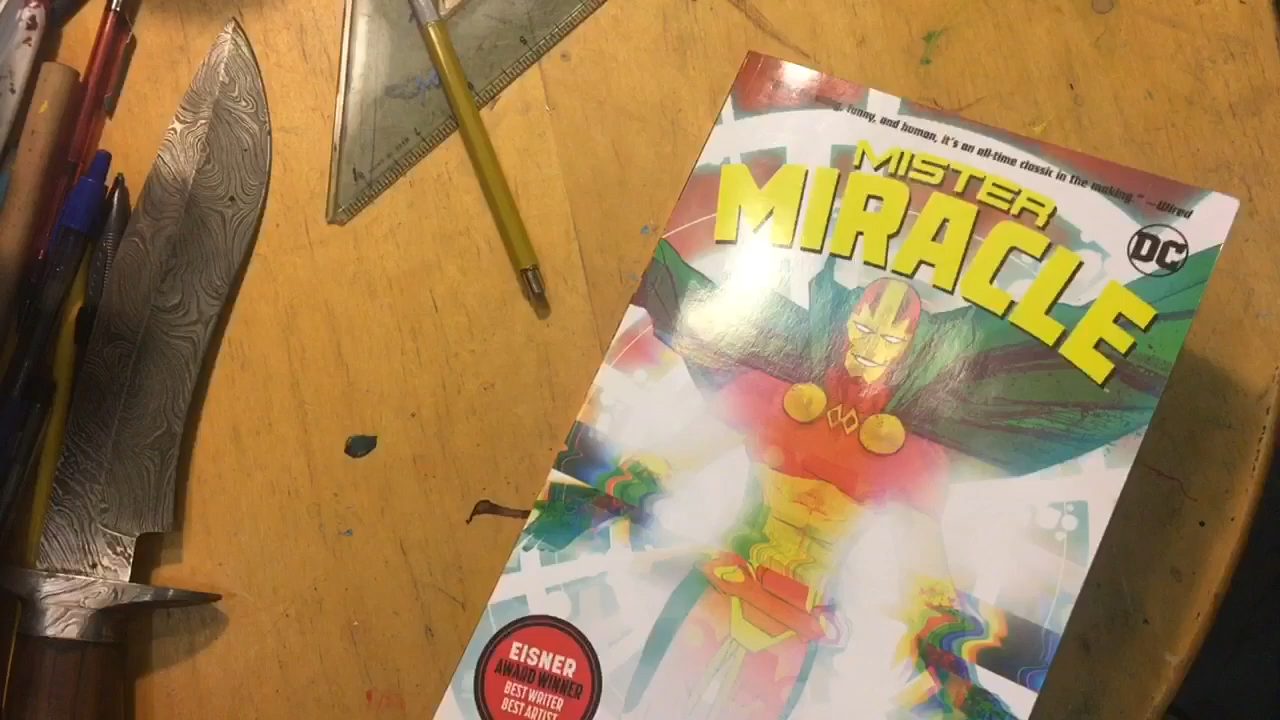 funny, and human, it's an all-time classic in the making." —Wired
MISTER
MIRACLE
DC
EISNER
AWARD WINNER
BEST WRITER
BEST ARTIST